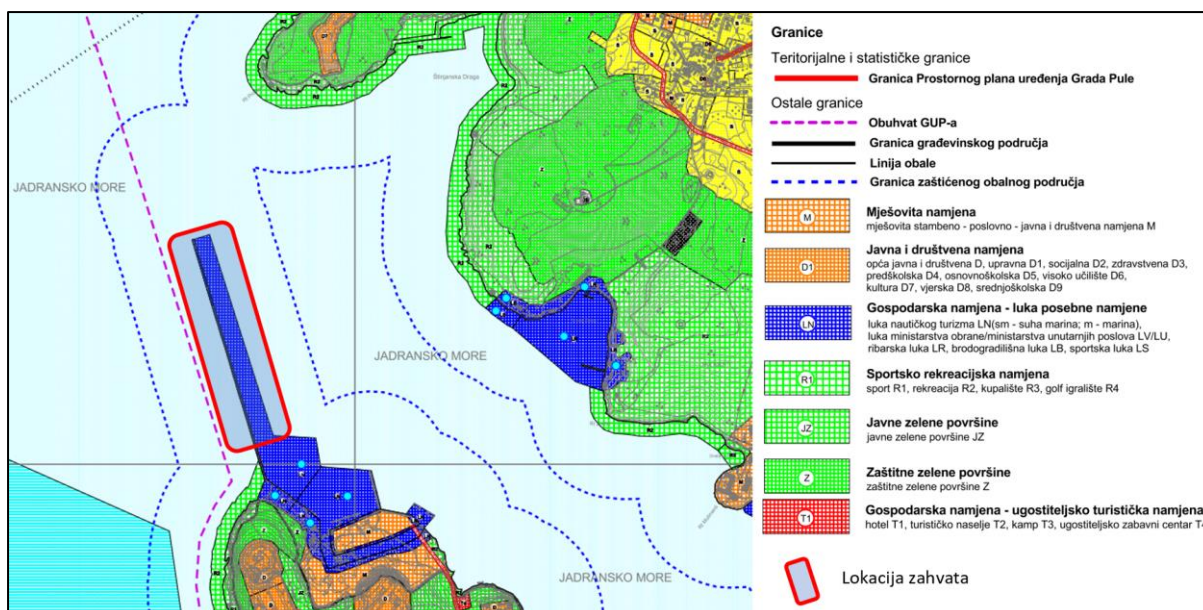 Štinjanska Draga
JADRANSKO MORE
JADRANSKO MORE
JADRANSKO MORE
Granice
Teritorijalne i statističke granice
Granica Prostornog plana uređenja Grada Pule
Ostale granice
Obuhvat GUP-a
Granica građevinskog područja
Linija obale
Granica zaštićenog obalnog područja
M
Mješovita namjena
mješovita stambeno - poslovno - javna i društvena namjena M
D1
Javna i društvena namjena
opća javna i društvena D, upravna D1, socijalna D2, zdravstvena D3,
predškolska D4, osnovnoškolska D5, visoko učilište D6,
kultura D7, vjerska D8, srednjoškolska D9
LN
Gospodarska namjena - luka posebne namjene
luka nautičkog turizma LN(sm - suha marina; m - marina),
luka ministarstva obrane/ministarstva unutarnjih poslova LV/LU,
ribarska luka LR, brodogradilišna luka LB, sportska luka LS
R1
Sportsko rekreacijska namjena
sport R1, rekreacija R2, kupalište R3, golf igralište R4
JZ
Javne zelene površine
javne zelene površine JZ
Z
Zaštitne zelene površine
zaštitne zelene površine Z
T1
Gospodarska namjena - ugostiteljsko turistička namjena
hotel T1, turističko naselje T2, kamp T3, ugostiteljsko zabavni centar T4
Lokacija zahvata